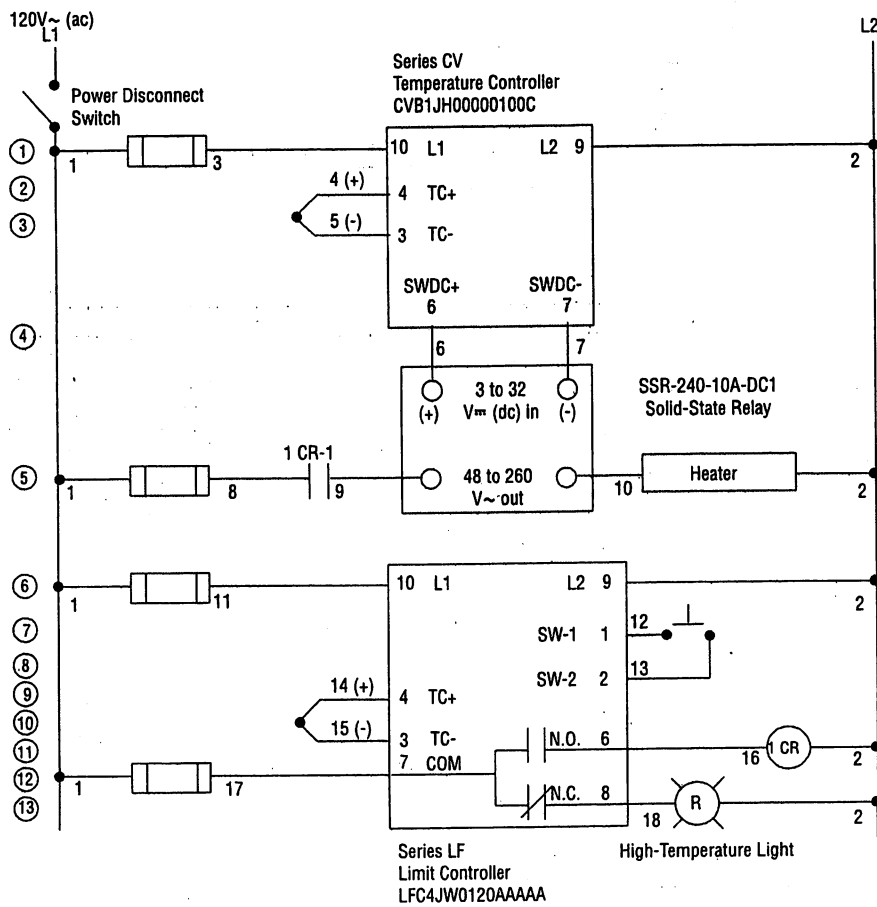 120V~ (ac)
L1
L2
Power Disconnect
Switch
Series CV
Temperature Controller
CVB1JH00000100C
1
1
3
10 L1
L2 9
2
2
4 (+)
4 TC+
3
5 (-)
3 TC-
SWDC+
6
SWDC-
7
4
6
7
3 to 32
V⎓ (dc) in
(+)
(-)
SSR-240-10A-DC1
Solid-State Relay
5
1
8
1 CR-1
9
48 to 260
V~ out
10
Heater
2
6
1
11
10 L1
L2 9
2
7
SW-1 1
12
8
SW-2 2
13
9
14 (+)
4 TC+
10
15 (-)
3 TC-
11
7 COM
N.O. 6
16
1 CR
2
12
1
17
13
N.C. 8
18
R
2
High-Temperature Light
Series LF
Limit Controller
LFC4JW0120AAAAA